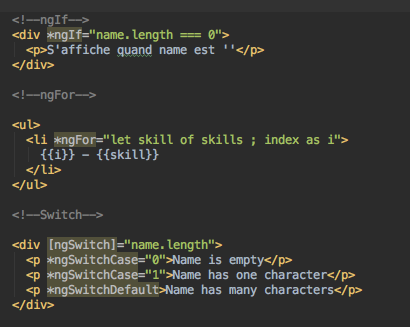 <!--ngIf-->
<div *ngIf="name.length === 0">
<p>S'affiche quand name est ''</p>
</div>
<!--ngFor-->
<ul>
<li *ngFor="let skill of skills ; index as i">
{{i}} - {{skill}}
</li>
</ul>
<!--Switch-->
<div [ngSwitch]="name.length">
<p *ngSwitchCase="0">Name is empty</p>
<p *ngSwitchCase="1">Name has one character</p>
<p *ngSwitchDefault>Name has many characters</p>
</div>